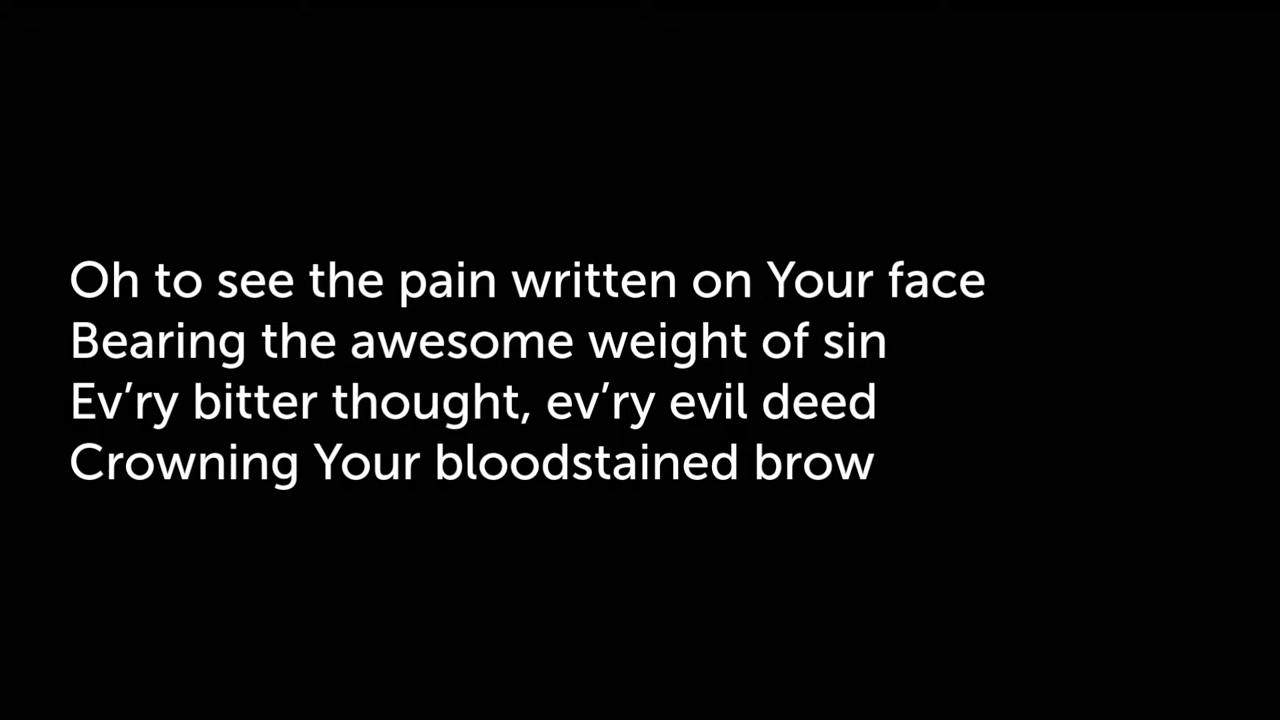 Oh to see the pain written on Your face
Bearing the awesome weight of sin
Ev’ry bitter thought, ev’ry evil deed
Crowning Your bloodstained brow